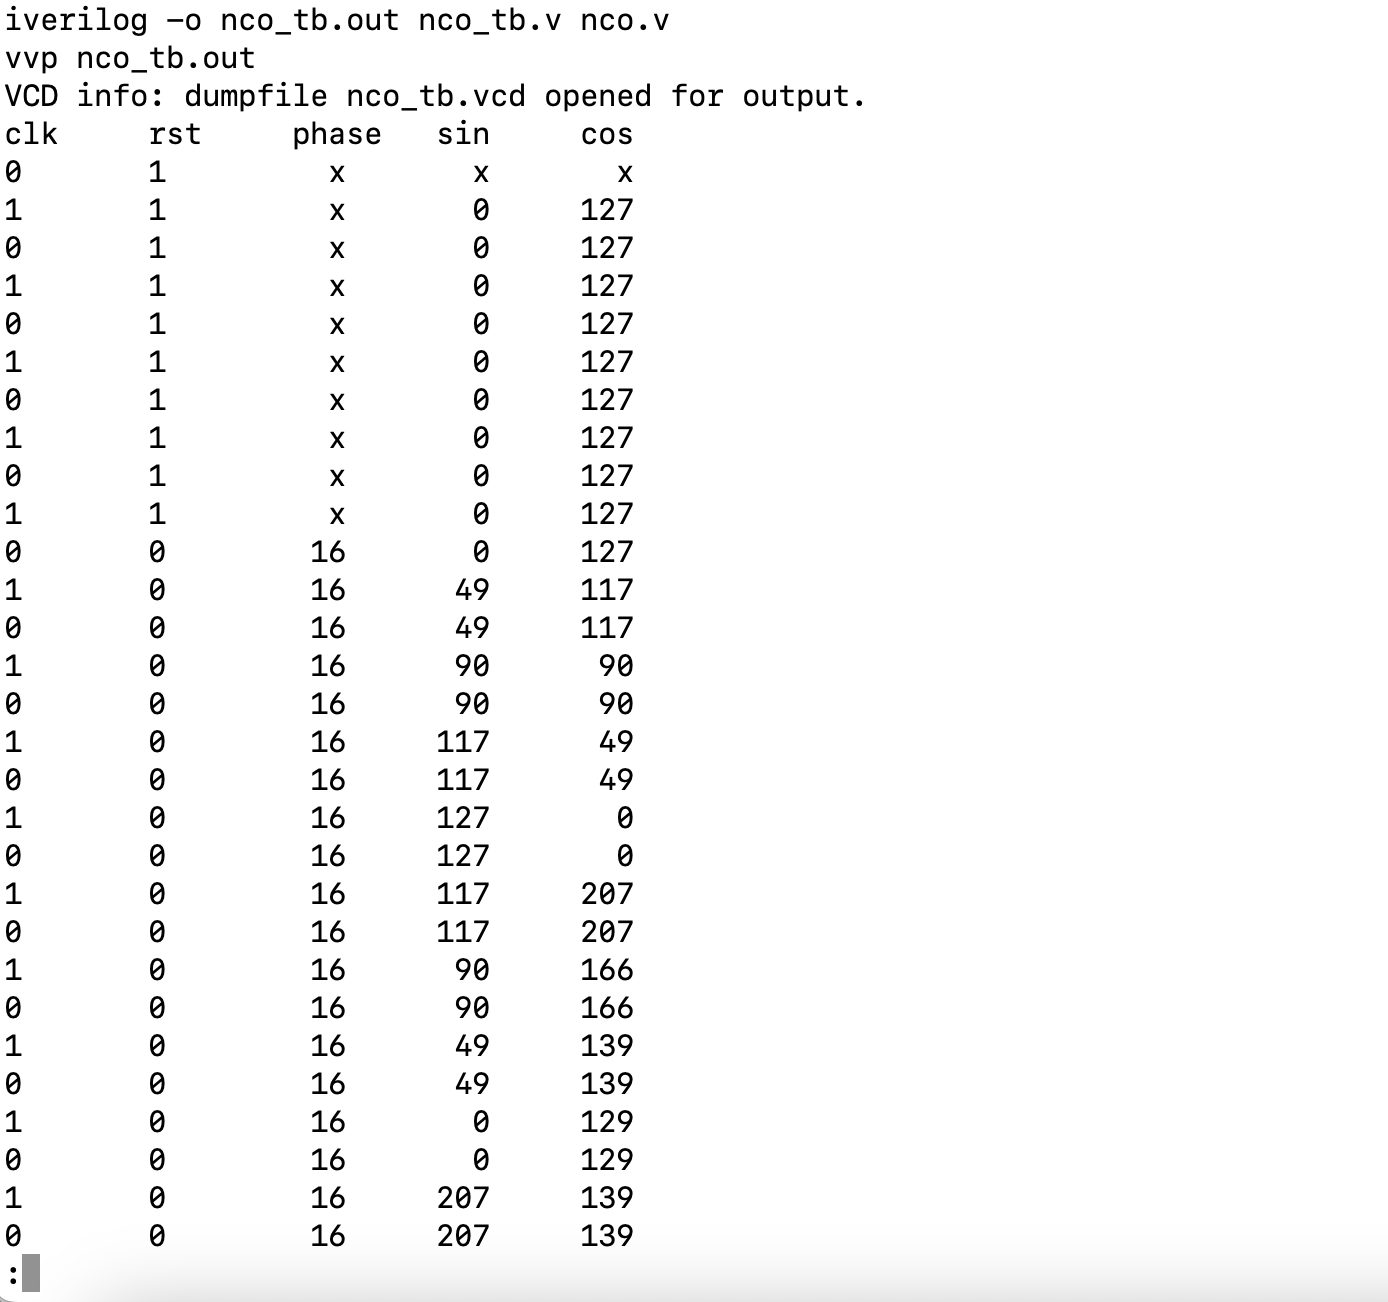 iverilog -o nco_tb.out nco_tb.v nco.v
vvp nco_tb.out
VCD info: dumpfile nco_tb.vcd opened for output.
clk     rst     phase   sin     cos
0       1         x       x       x
1       1         x       0     127
0       1         x       0     127
1       1         x       0     127
0       1         x       0     127
1       1         x       0     127
0       1         x       0     127
1       1         x       0     127
0       1         x       0     127
1       1         x       0     127
0       0        16       0     127
1       0        16      49     117
0       0        16      49     117
1       0        16      90      90
0       0        16      90      90
1       0        16     117      49
0       0        16     117      49
1       0        16     127       0
0       0        16     127       0
1       0        16     117     207
0       0        16     117     207
1       0        16      90     166
0       0        16      90     166
1       0        16      49     139
0       0        16      49     139
1       0        16       0     129
0       0        16       0     129
1       0        16     207     139
0       0        16     207     139
: